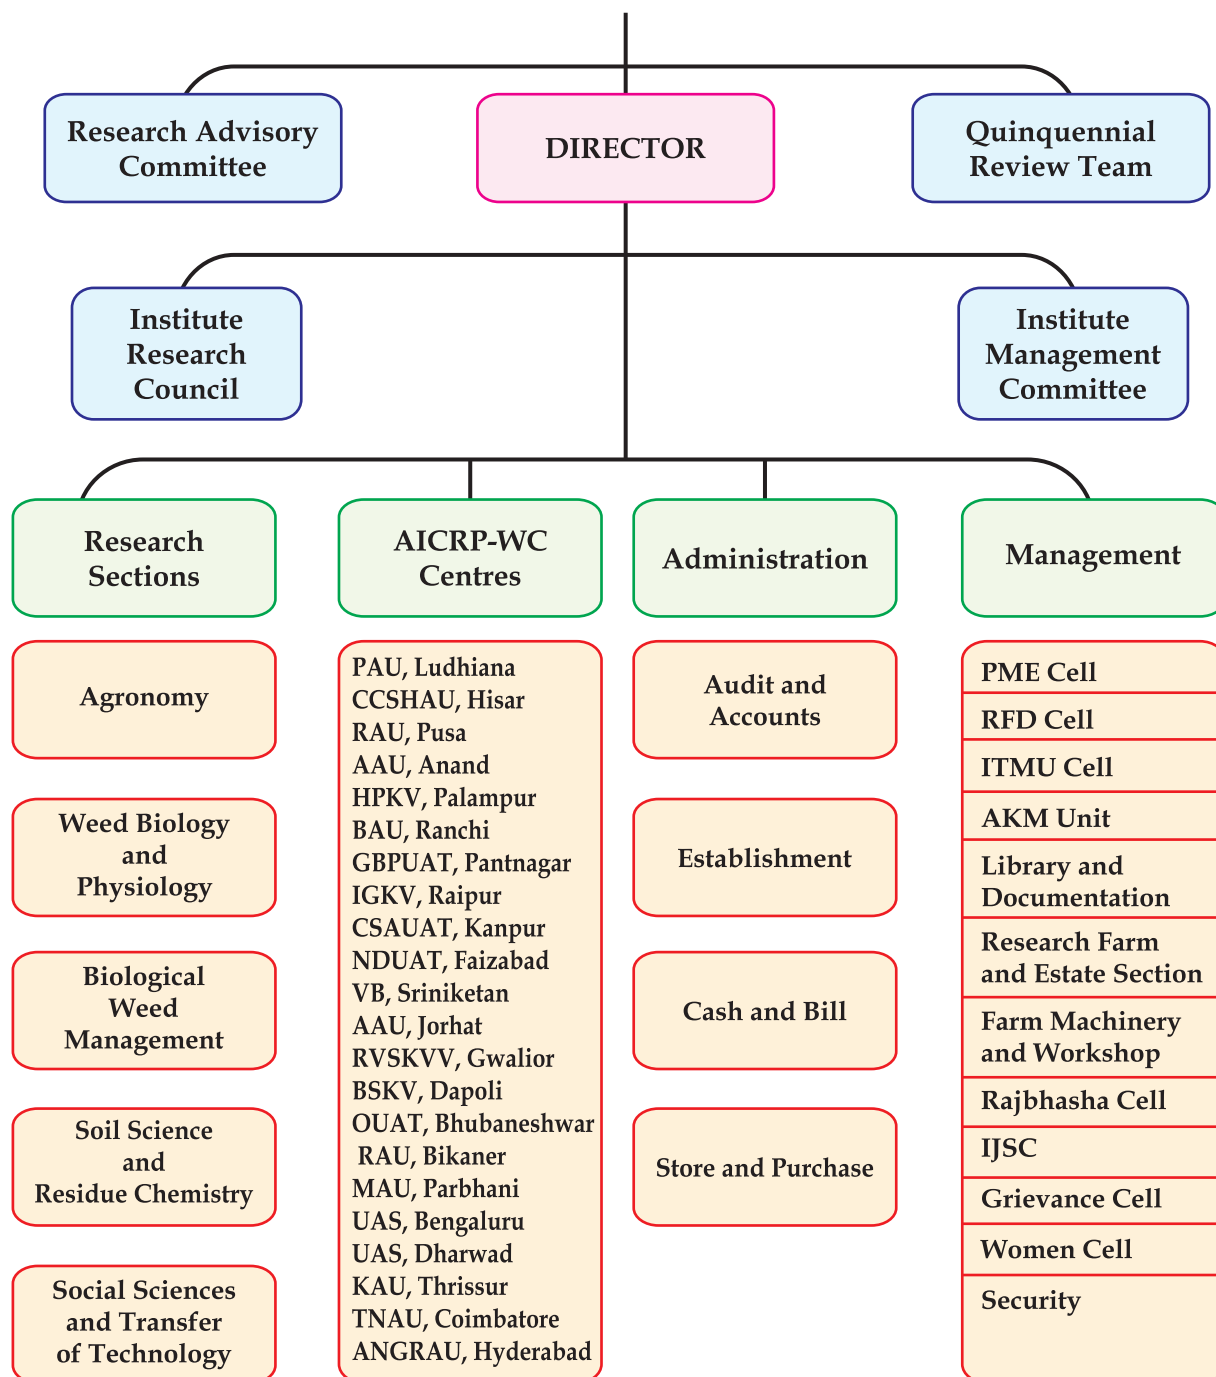 Research Advisory
Committee
DIRECTOR
Quinquennial
Review Team
Institute
Research
Council
Institute
Management
Committee
Research
Sections
AICRP-WC
Centres
Administration
Management
Agronomy
Weed Biology
and
Physiology
Biological
Weed
Management
Soil Science
and
Residue Chemistry
Social Sciences
and Transfer
of Technology
PAU, Ludhiana
CCSHAU, Hisar
RAU, Pusa
AAU, Anand
HPKV, Palampur
BAU, Ranchi
GBPUAT, Pantnagar
IGKV, Raipur
CSAUAT, Kanpur
NDUAT, Faizabad
VB, Sriniketan
AAU, Jorhat
RVSKVV, Gwalior
BSKV, Dapoli
OUAT, Bhubaneshwar
RAU, Bikaner
MAU, Parbhani
UAS, Bengaluru
UAS, Dharwad
KAU, Thrissur
TNAU, Coimbatore
ANGRAU, Hyderabad
Audit and
Accounts
Establishment
Cash and Bill
Store and Purchase
PME Cell
RFD Cell
ITMU Cell
AKM Unit
Library and
Documentation
Research Farm
and Estate Section
Farm Machinery
and Workshop
Rajbhasha Cell
IJSC
Grievance Cell
Women Cell
Security